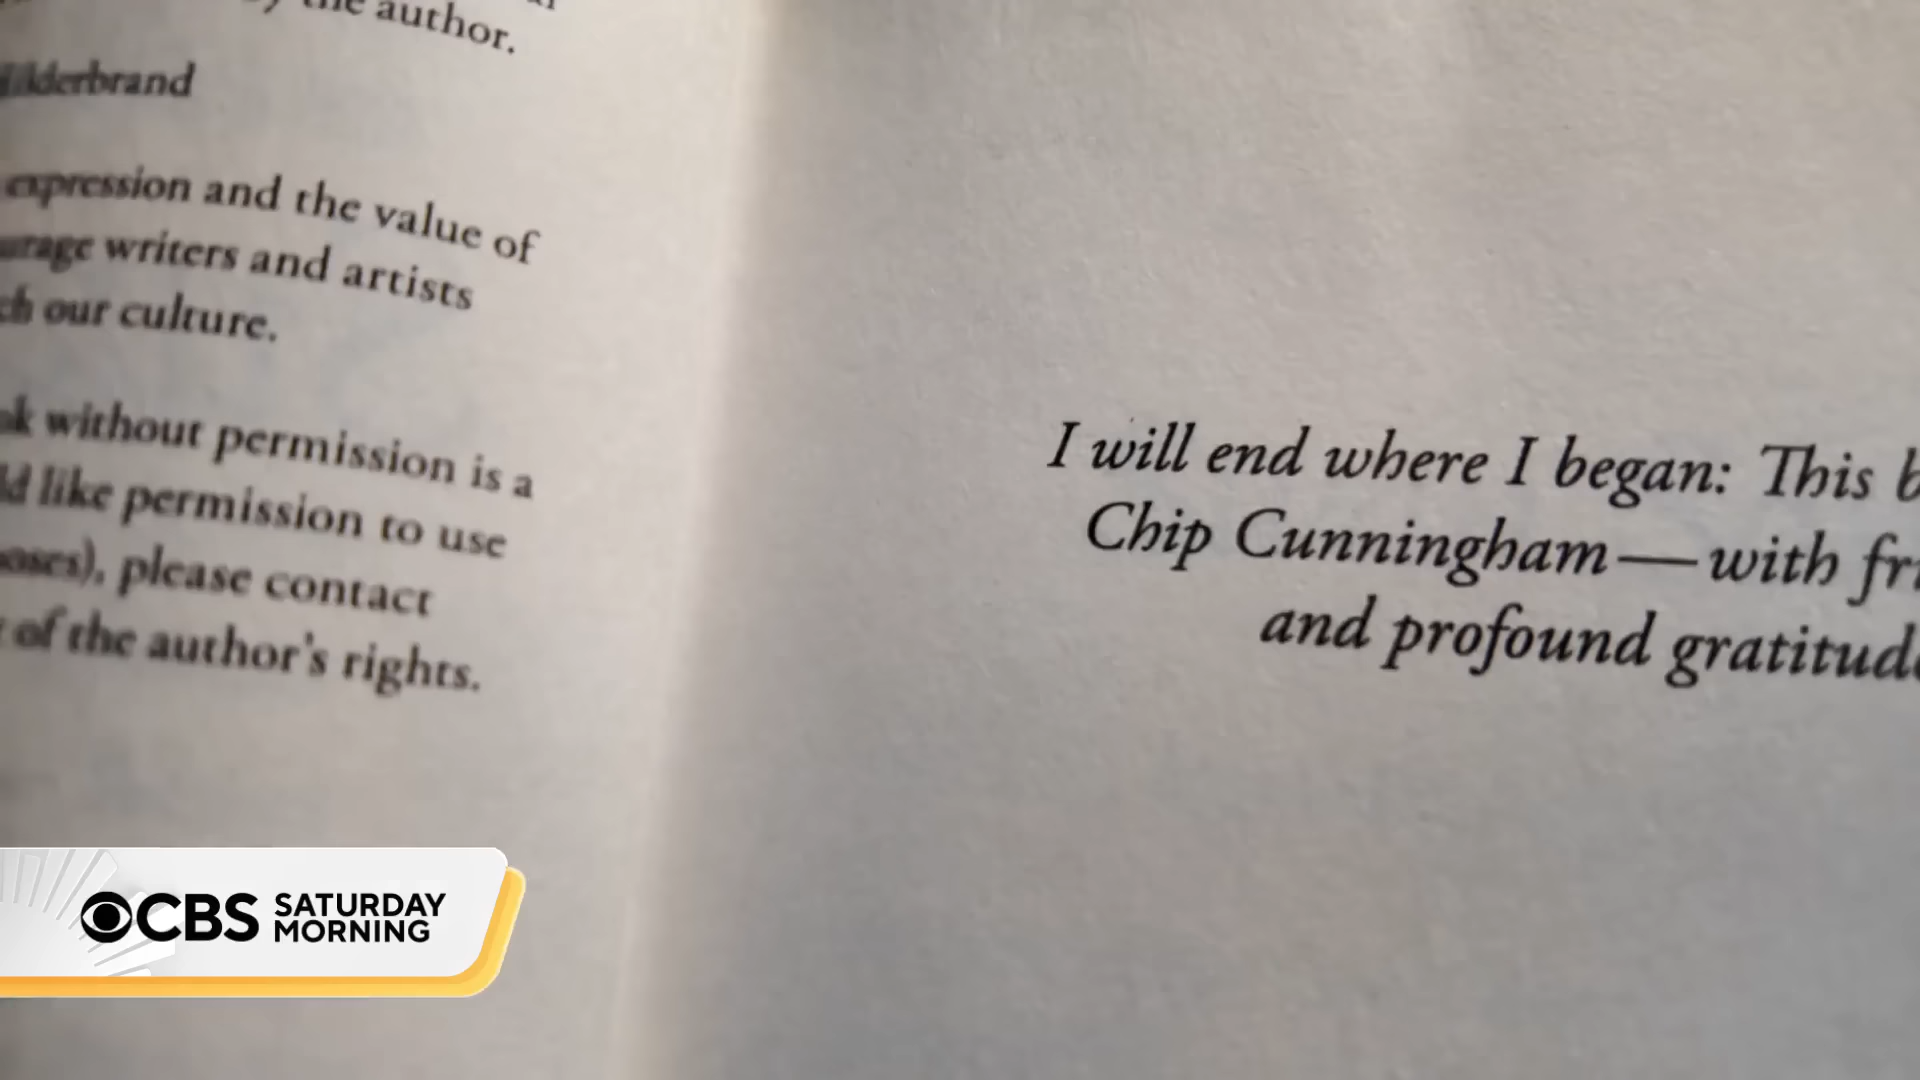 the author.
expression and the value of
writers and artists
our culture.
without permission is a
like permission to use
please contact
of the author's rights.
I will end where I began: This
Chip Cunningham—with
and profound gratitude
CBS SATURDAY
MORNING